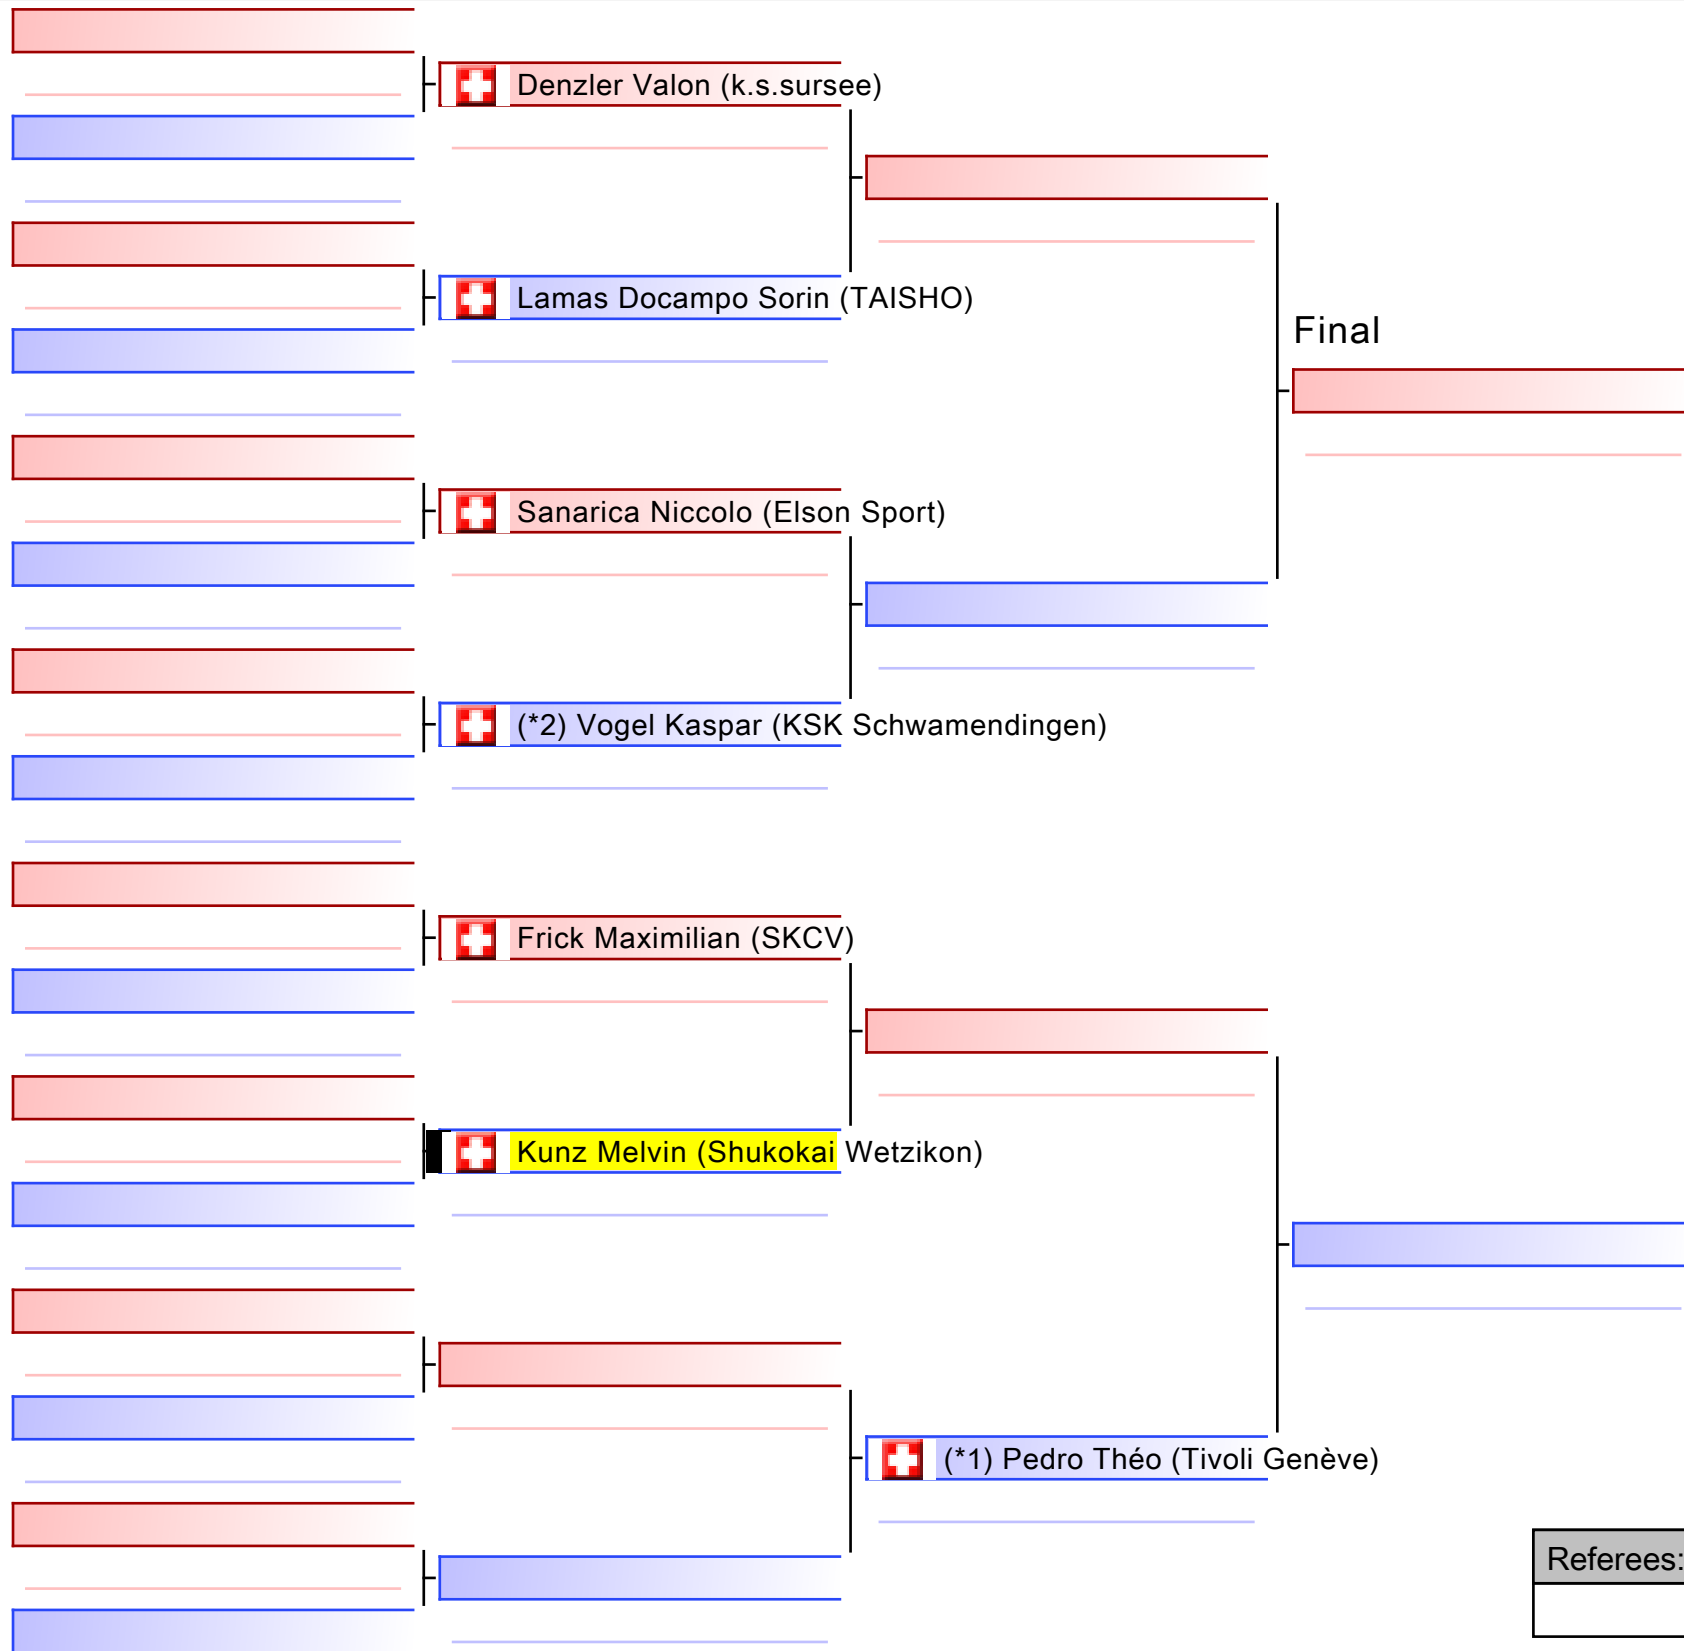 Denzler Valon (k.s.sursee)
Lamas Docampo Sorin (TAISHO)
Final
Sanarica Niccolo (Elson Sport)
(*2) Vogel Kaspar (KSK Schwamendingen)
Frick Maximilian (SKCV)
Kunz Melvin (Shukokai Wetzikon)
(*1) Pedro Théo (Tivoli Genève)
Referees: